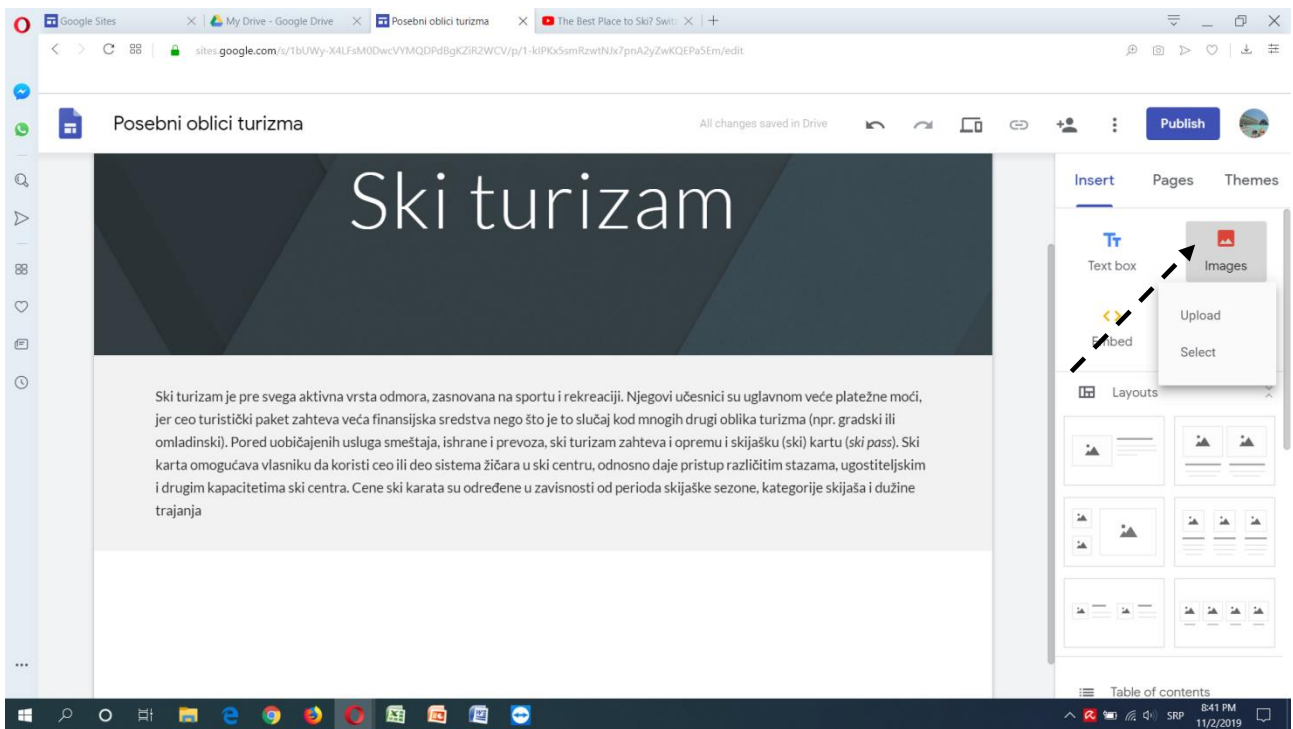 Google Sites
My Drive - Google Drive
Posebni oblici turizma
The Best Place to Ski? Swit
sites.google.com/s/1bUWy-X4LFsM0DwcVYMQDPdBgKZiR2WCV/p/1-kIPKx5smRzwtNJx7pnA2yZwKQEPa5Em/edit
Posebni oblici turizma
All changes saved in Drive
Publish
Ski turizam
Ski turizam je pre svega aktivna vrsta odmora, zasnovana na sportu i rekreaciji. Njegovi učesnici su uglavnom veće platežne moći,
jer ceo turistički paket zahteva veća finansijska sredstva nego što je to slučaj kod mnogih drugi oblika turizma (npr. gradski ili
omladinski). Pored uobičajenih usluga smeštaja, ishrane i prevoza, ski turizam zahteva i opremu i skijašku (ski) kartu (ski pass). Ski
karta omogućava vlasniku da koristi ceo ili deo sistema žičara u ski centru, odnosno daje pristup različitim stazama, ugostiteljskim
i drugim kapacitetima ski centra. Cene ski karata su određene u zavisnosti od perioda skijaške sezone, kategorije skijaša i dužine
trajanja
Insert Pages Themes
Text box Images
Upload
Embed
Select
Layouts
Table of contents
SRP
8:41 PM
11/2/2019